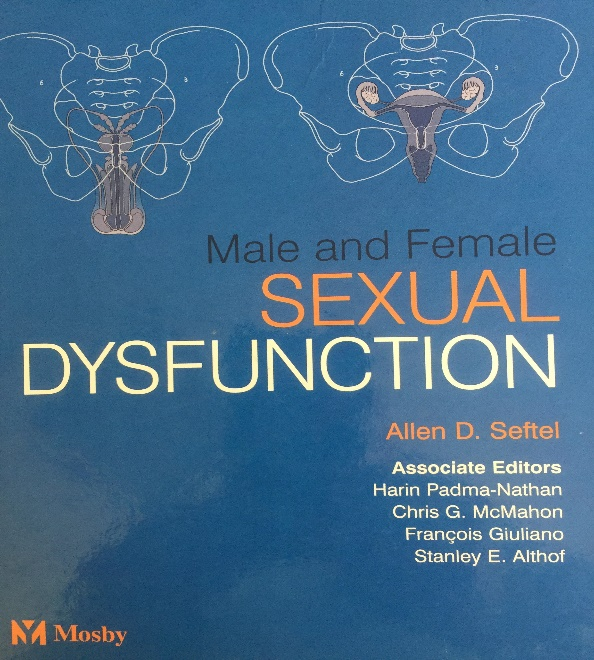 Male and Female
SEXUAL
DYSFUNCTION
Allen D. Seftel
Associate Editors
Harin Padma-Nathan
Chris G. McMahon
François Giuliano
Stanley E. Althof
Mosby